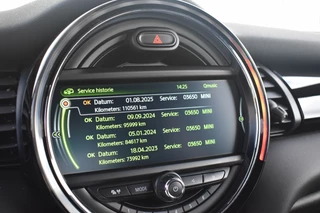 Service historie 14:25
OK Datum: 01.08.2025 Service: 05650 MINI
Kilometers: 110561 km
OK Datum: 09.09.2024 Service: 05650 MINI
Kilometers: 95999 km
OK Datum: 05.01.2024 Service: 05650 MINI
Kilometers: 84617 km
OK Datum: 18.04.2023 Service: 05650 MINI
Kilometers: 73992 km
MODE